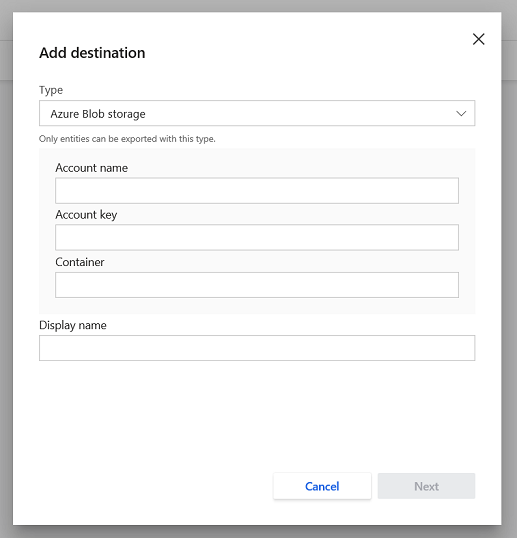 Add destination
Type
Azure Blob storage
Only entities can be exported with this type.
Account name
Account key
Container
Display name
Cancel
Next